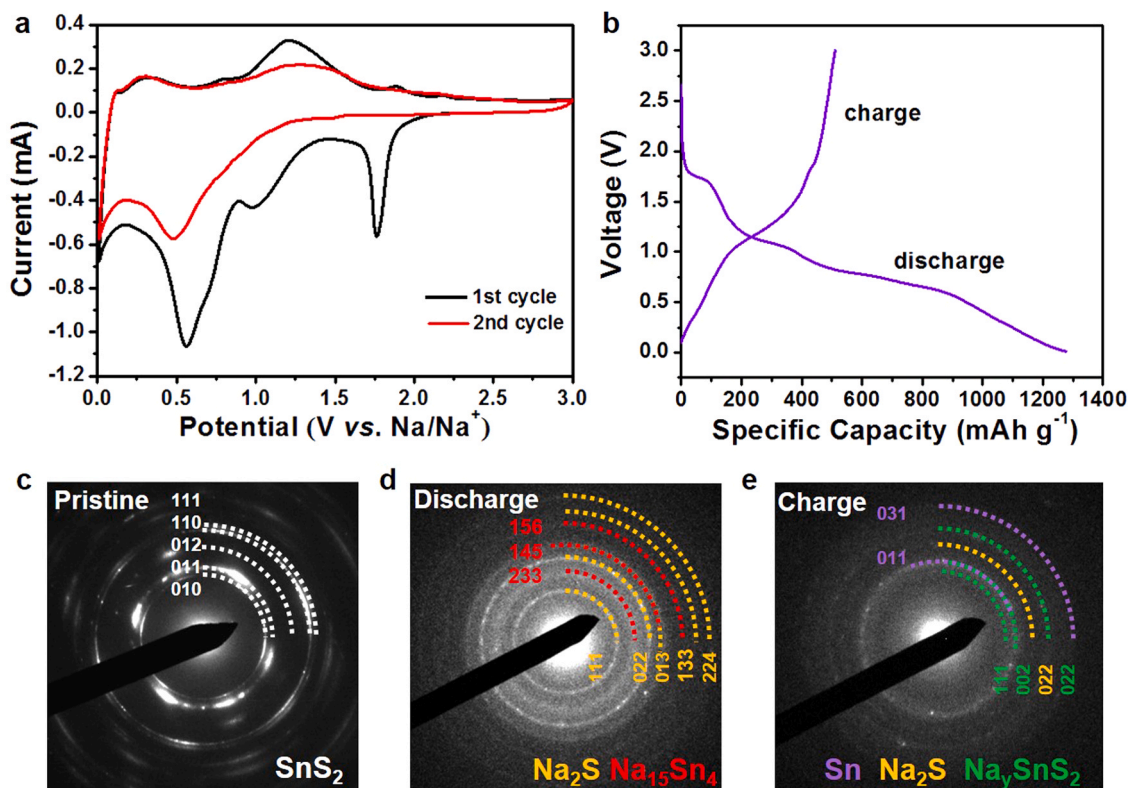 a
0.4
0.2
0.0
-0.2
-0.4
-0.6
-0.8
-1.0
-1.2
Current (mA)
1st cycle
2nd cycle
0.0 0.5 1.0 1.5 2.0 2.5 3.0
Potential (V vs. Na/Na⁺)
b
3.0
2.5
2.0
1.5
1.0
0.5
0.0
Voltage (V)
charge
discharge
0 200 400 600 800 1000 1200 1400
Specific Capacity (mAh g⁻¹)
c
Pristine
111
110
012
011
010
SnS₂
d
Discharge
156
145
233
111 022 013 133 224
Na₂S Na₁₅Sn₄
e
Charge
031
011
111 002 022 022
Sn Na₂S NaᵧSnS₂